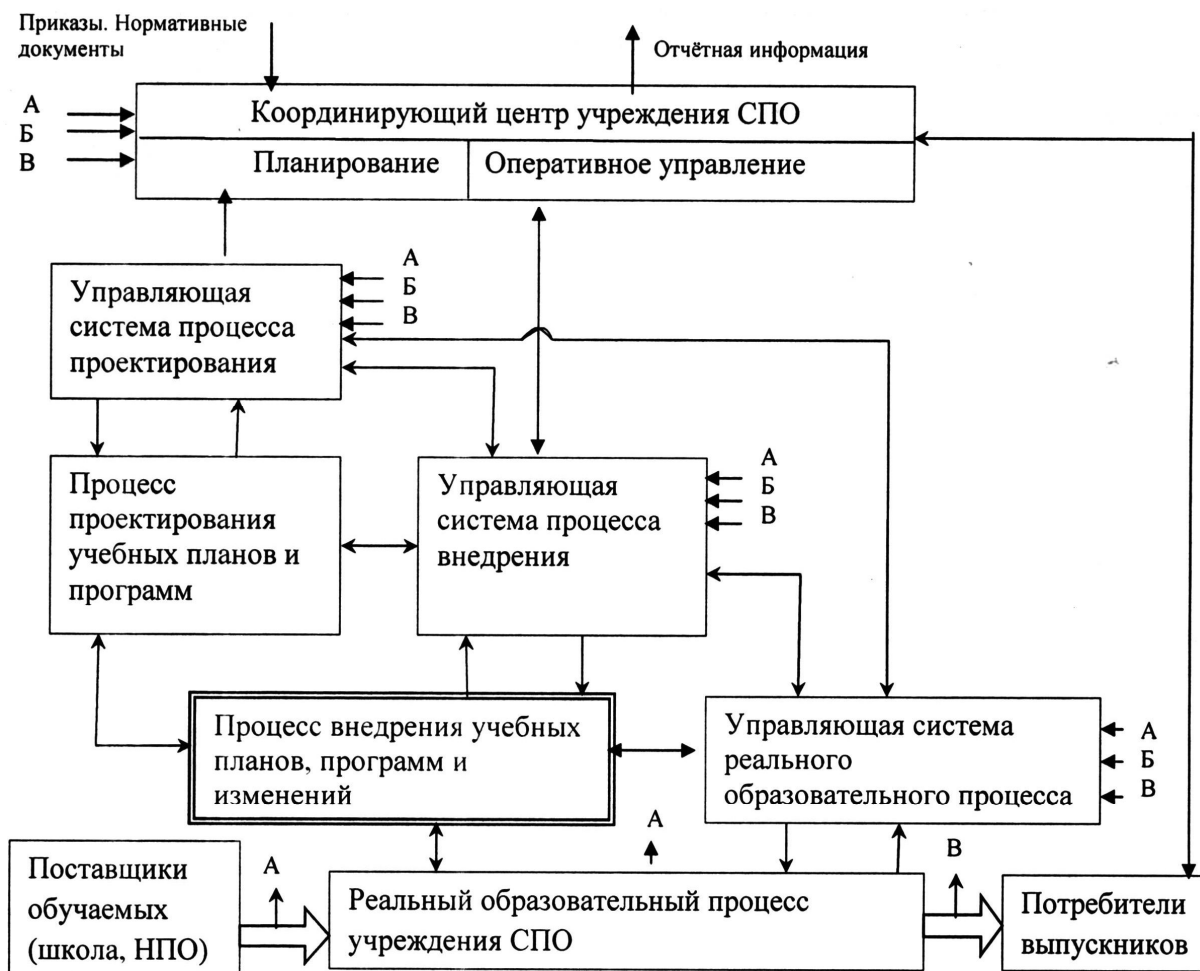 Приказы. Нормативные
документы
Отчётная информация
А
Б
В
Координирующий центр учреждения СПО
Планирование
Оперативное управление
Управляющая
система процесса
проектирования
А
Б
В
Процесс
проектирования
учебных планов и
программ
Управляющая
система процесса
внедрения
А
Б
В
Процесс внедрения учебных
планов, программ и
изменений
Управляющая система
реального
образовательного процесса
А
Б
В
Поставщики
обучаемых
(школа, НПО)
А
Реальный образовательный процесс
учреждения СПО
А
В
Потребители
выпускников